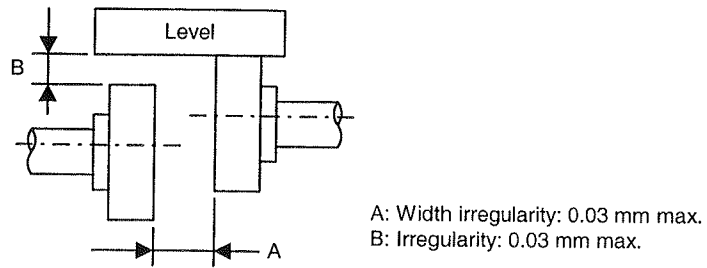 Level
B
A
A: Width irregularity: 0.03 mm max.
B: Irregularity: 0.03 mm max.